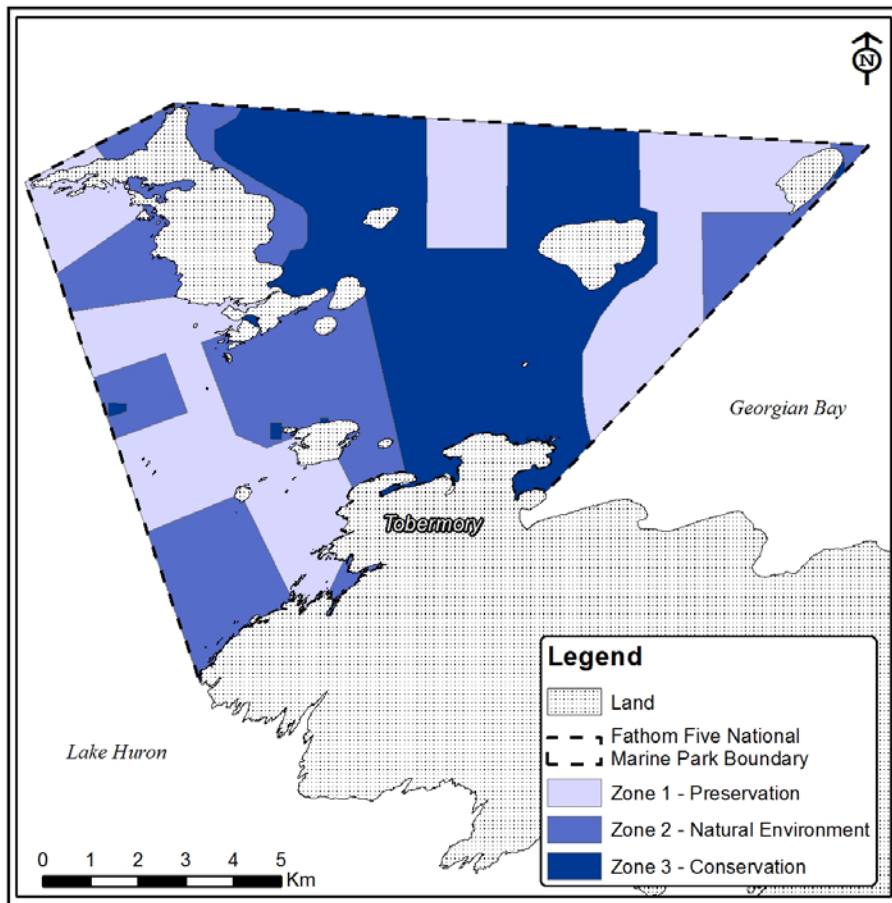 N
Georgian Bay
Tobermory
Lake Huron
Legend
Land
Fathom Five National
Marine Park Boundary
Zone 1 - Preservation
Zone 2 - Natural Environment
Zone 3 - Conservation
0 1 2 3 4 5
Km